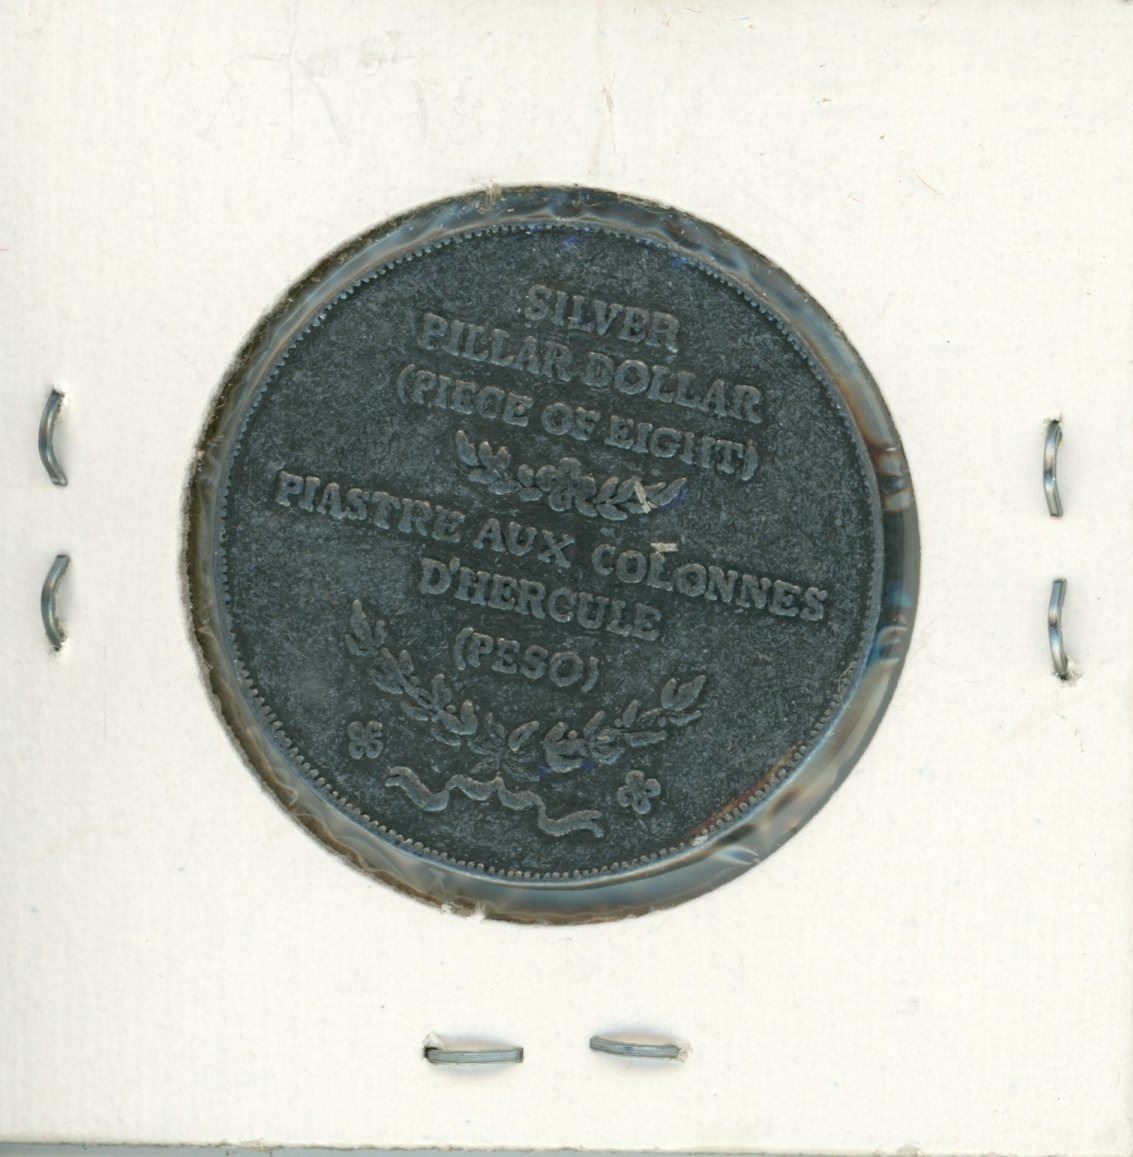 SILVER
PILLAR DOLLAR
(PIECE OF EIGHT)
PIASTRE AUX COLONNES
D'HERCULE
(PESO)